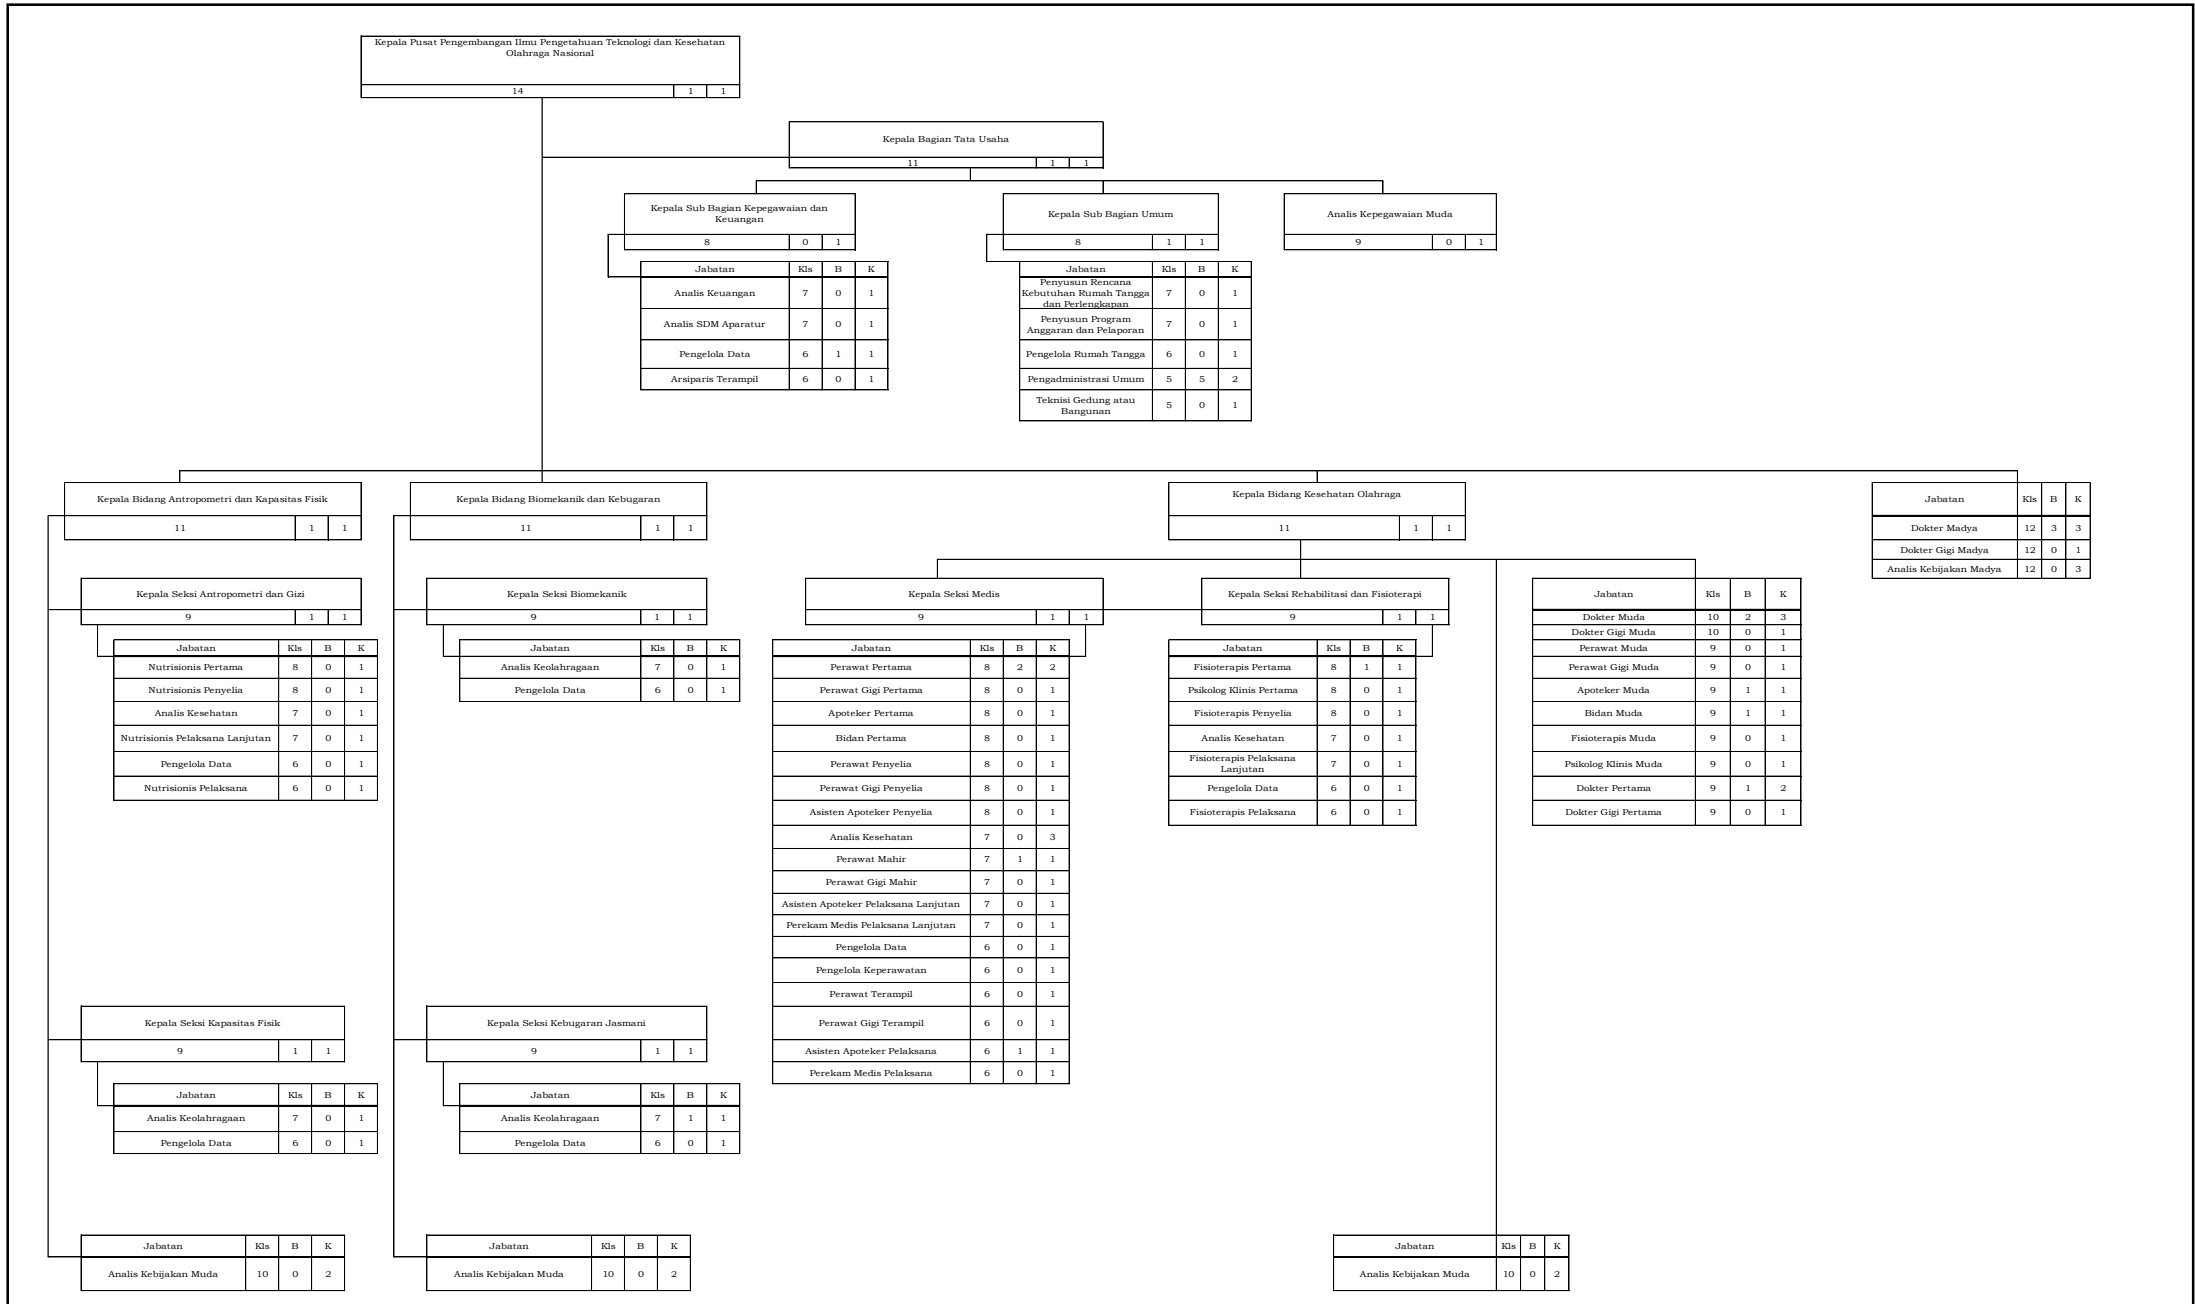 Kepala Pusat Pengembangan Ilmu Pengetahuan Teknologi dan Kesehatan
Olahraga Nasional
14 1 1
Kepala Bagian Tata Usaha
11 1 1
Kepala Sub Bagian Kepegawaian dan
Keuangan
8 0 1
Kepala Sub Bagian Umum
8 1 1
Analis Kepegawaian Muda
9 0 1
Jabatan Kls B K
Analis Keuangan 7 0 1
Analis SDM Aparatur 7 0 1
Pengelola Data 6 1 1
Arsiparis Terampil 6 0 1
Jabatan Kls B K
Penyusun Rencana
Kebutuhan Rumah Tangga 7 0 1
dan Perlengkapan
Penyusun Program
Anggaran dan Pelaporan 7 0 1
Pengelola Rumah Tangga 6 0 1
Pengadministrasi Umum 5 5 2
Teknisi Gedung atau
Bangunan 5 0 1
Kepala Bidang Antropometri dan Kapasitas Fisik
11 1 1
Kepala Bidang Biomekanik dan Kebugaran
11 1 1
Kepala Bidang Kesehatan Olahraga
11 1 1
Jabatan Kls B K
Dokter Madya 12 3 3
Dokter Gigi Madya 12 0 1
Analis Kebijakan Madya 12 0 3
Kepala Seksi Antropometri dan Gizi
9 1 1
Jabatan Kls B K
Nutrisionis Pertama 8 0 1
Nutrisionis Penyelia 8 0 1
Analis Kesehatan 7 0 1
Nutrisionis Pelaksana Lanjutan 7 0 1
Pengelola Data 6 0 1
Nutrisionis Pelaksana 6 0 1
Kepala Seksi Biomekanik
9 1 1
Jabatan Kls B K
Analis Keolahragaan 7 0 1
Pengelola Data 6 0 1
Kepala Seksi Medis
9 1 1
Jabatan Kls B K
Perawat Pertama 8 2 2
Perawat Gigi Pertama 8 0 1
Apoteker Pertama 8 0 1
Bidan Pertama 8 0 1
Perawat Penyelia 8 0 1
Perawat Gigi Penyelia 8 0 1
Asisten Apoteker Penyelia 8 0 1
Analis Kesehatan 7 0 3
Perawat Mahir 7 1 1
Perawat Gigi Mahir 7 0 1
Asisten Apoteker Pelaksana Lanjutan 7 0 1
Perekam Medis Pelaksana Lanjutan 7 0 1
Pengelola Data 6 0 1
Pengelola Keperawatan 6 0 1
Perawat Terampil 6 0 1
Perawat Gigi Terampil 6 0 1
Asisten Apoteker Pelaksana 6 1 1
Perekam Medis Pelaksana 6 0 1
Kepala Seksi Rehabilitasi dan Fisioterapi
9 1 1
Jabatan Kls B K
Fisioterapis Pertama 8 1 1
Psikolog Klinis Pertama 8 0 1
Fisioterapis Penyelia 8 0 1
Analis Kesehatan 7 0 1
Fisioterapis Pelaksana
Lanjutan 7 0 1
Pengelola Data 6 0 1
Fisioterapis Pelaksana 6 0 1
Jabatan Kls B K
Dokter Muda 10 2 3
Dokter Gigi Muda 10 0 1
Perawat Muda 9 0 1
Perawat Gigi Muda 9 0 1
Apoteker Muda 9 1 1
Bidan Muda 9 1 1
Fisioterapis Muda 9 0 1
Psikolog Klinis Muda 9 0 1
Dokter Pertama 9 1 2
Dokter Gigi Pertama 9 0 1
Kepala Seksi Kapasitas Fisik
9 1 1
Jabatan Kls B K
Analis Keolahragaan 7 0 1
Pengelola Data 6 0 1
Kepala Seksi Kebugaran Jasmani
9 1 1
Jabatan Kls B K
Analis Keolahragaan 7 1 1
Pengelola Data 6 0 1
Jabatan Kls B K
Analis Kebijakan Muda 10 0 2
Jabatan Kls B K
Analis Kebijakan Muda 10 0 2
Jabatan Kls B K
Analis Kebijakan Muda 10 0 2